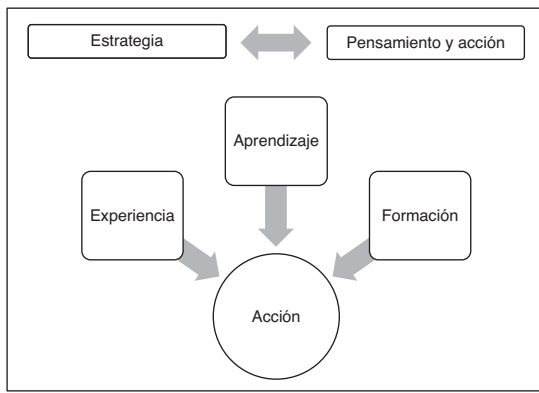 Estrategia
Pensamiento y acción
Aprendizaje
Experiencia
Formación
Acción